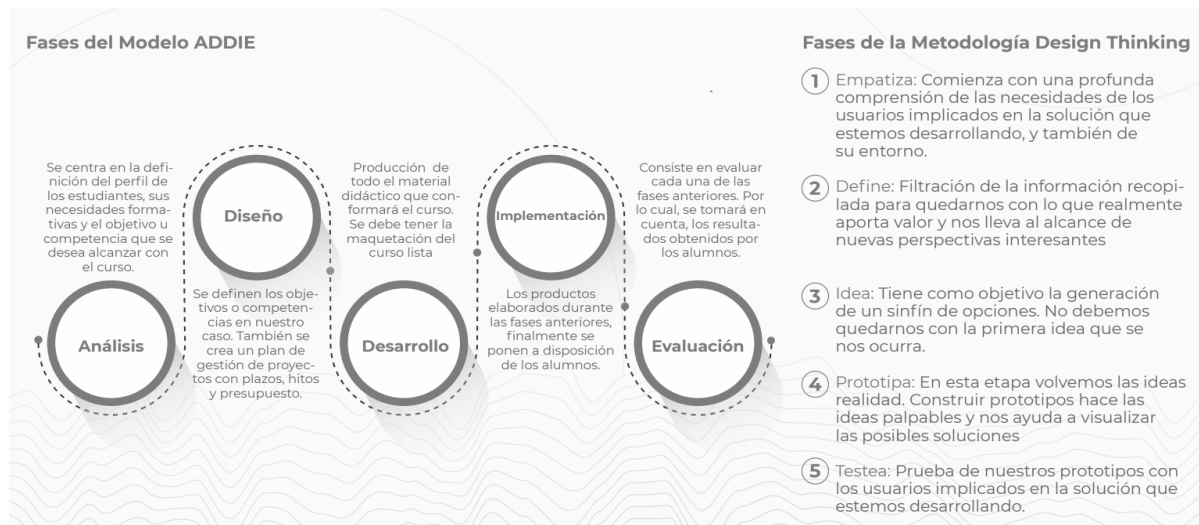 Fases del Modelo ADDIE
Se centra en la defi-
nición del perfil de
los estudiantes, sus
necesidades forma-
tivas y el objetivo u
competencia que se
desea alcanzar con
el curso.
Análisis
Diseño
Se definen los obje-
tivos o competen-
cias en nuestro
caso. También se
crea un plan de
gestión de proyec-
tos con plazos, hitos
y presupuesto.
Producción de
todo el material
didáctico que con-
formará el curso.
Se debe tener la
maquetación del
curso lista
Desarrollo
Implementación
Los productos
elaborados durante
las fases anteriores,
finalmente se
ponen a disposición
de los alumnos.
Consiste en evaluar
cada una de las
fases anteriores. Por
lo cual, se tomará en
cuenta, los resulta-
dos obtenidos por
los alumnos.
Evaluación
Fases de la Metodología Design Thinking
1 Empatiza: Comienza con una profunda
comprensión de las necesidades de los
usuarios implicados en la solución que
estemos desarrollando, y también de
su entorno.
2 Define: Filtración de la información recopi-
lada para quedarnos con lo que realmente
aporta valor y nos lleva al alcance de
nuevas perspectivas interesantes
3 Idea: Tiene como objetivo la generación
de un sinfín de opciones. No debemos
quedarnos con la primera idea que se
nos ocurra.
4 Prototipa: En esta etapa volvemos las ideas
realidad. Construir prototipos hace las
ideas palpables y nos ayuda a visualizar
las posibles soluciones
5 Testea: Prueba de nuestros prototipos con
los usuarios implicados en la solución que
estemos desarrollando.